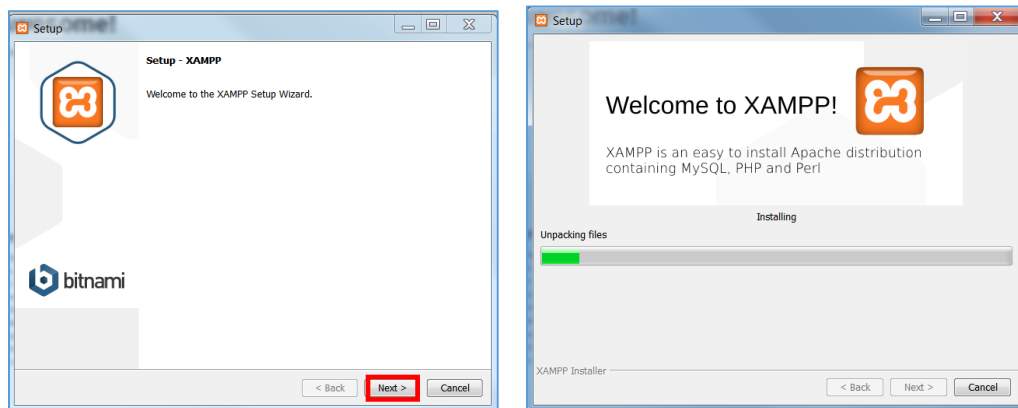 Setup
Setup - XAMPP
Welcome to the XAMPP Setup Wizard.
bitnami
< Back
Next >
Cancel
Setup
Welcome to XAMPP!
XAMPP is an easy to install Apache distribution
containing MySQL, PHP and Perl
Installing
Unpacking files
XAMPP Installer
< Back
Next >
Cancel